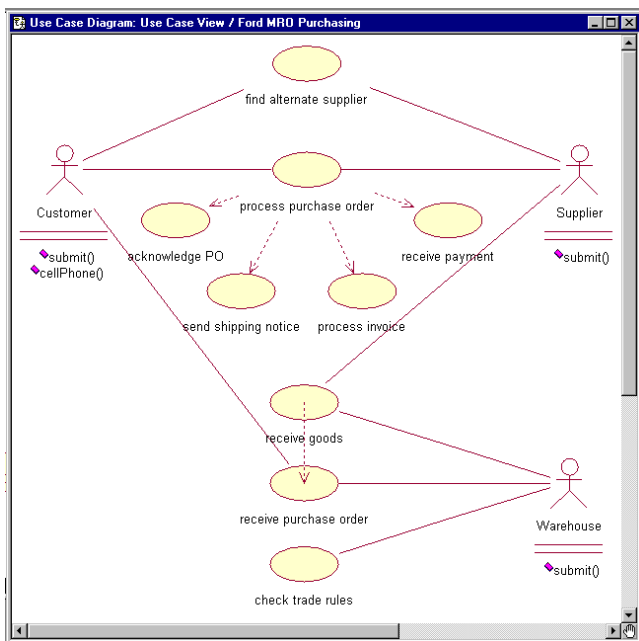 Use Case Diagram: Use Case View / Ford MRO Purchasing
find alternate supplier
Customer
submit()
cellPhone()
process purchase order
Supplier
submit()
acknowledge PO
receive payment
send shipping notice
process invoice
receive goods
receive purchase order
Warehouse
submit()
check trade rules